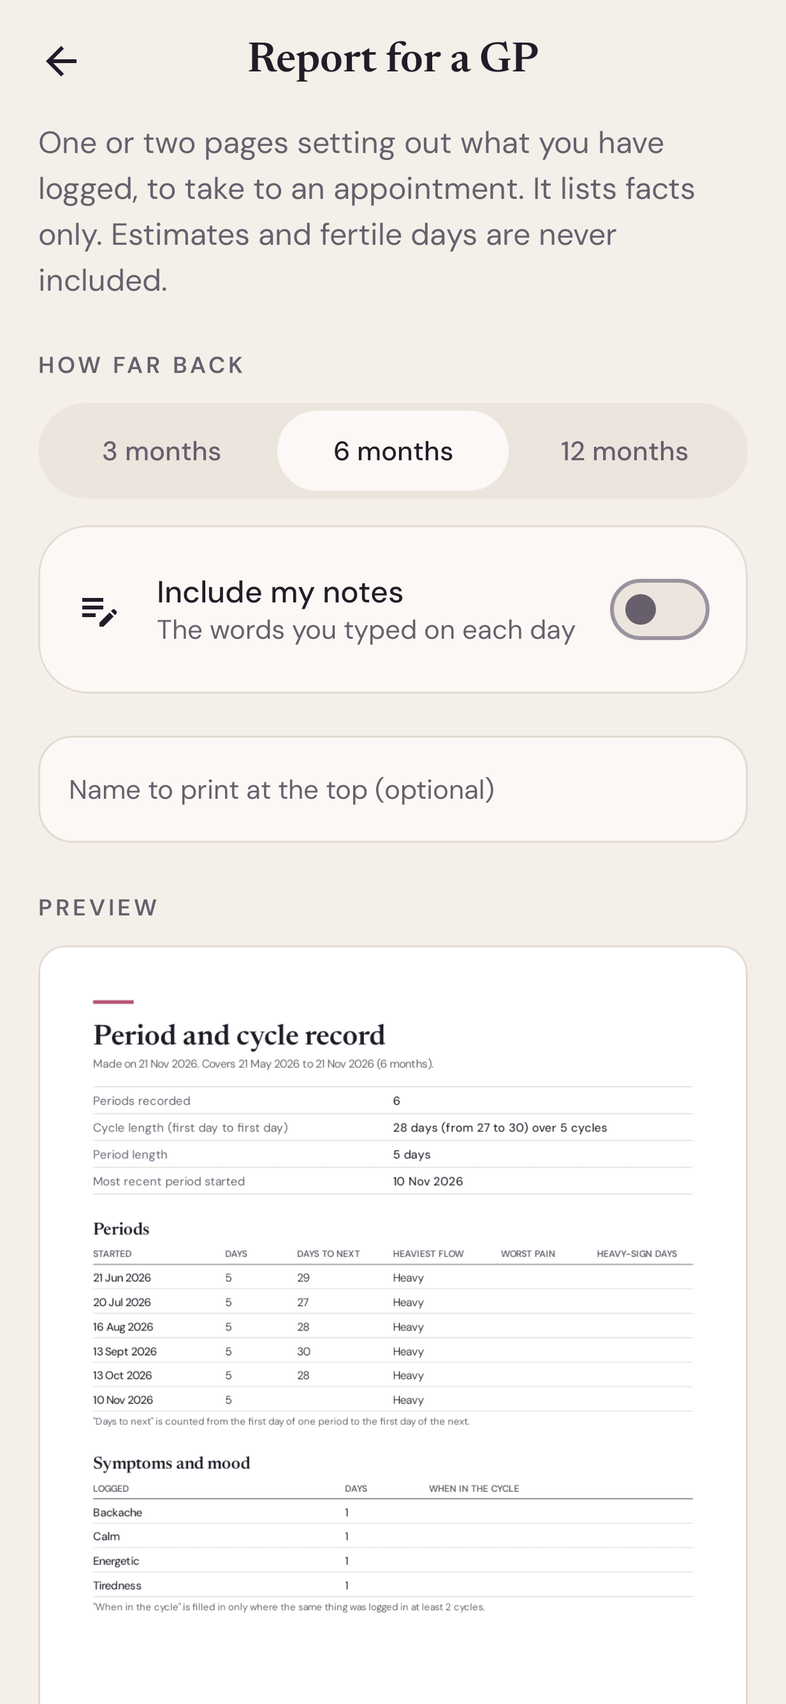 Report for a GP
One or two pages setting out what you have
logged, to take to an appointment. It lists facts
only. Estimates and fertile days are never
included.
HOW FAR BACK
3 months 6 months 12 months
Include my notes
The words you typed on each day
Name to print at the top (optional)
PREVIEW
Period and cycle record
Made on 21 Nov 2026. Covers 21 May 2026 to 21 Nov 2026 (6 months).
Periods recorded 6
Cycle length (first day to first day) 28 days (from 27 to 30) over 5 cycles
Period length 5 days
Most recent period started 10 Nov 2026
Periods
STARTED DAYS DAYS TO NEXT HEAVIEST FLOW WORST PAIN HEAVY-SIGN DAYS
21 Jun 2026 5 29 Heavy
20 Jul 2026 5 27 Heavy
16 Aug 2026 5 28 Heavy
13 Sept 2026 5 30 Heavy
13 Oct 2026 5 28 Heavy
10 Nov 2026 5 Heavy
"Days to next" is counted from the first day of one period to the first day of the next.
Symptoms and mood
LOGGED DAYS WHEN IN THE CYCLE
Backache 1
Calm 1
Energetic 1
Tiredness 1
"When in the cycle" is filled in only where the same thing was logged in at least 2 cycles.